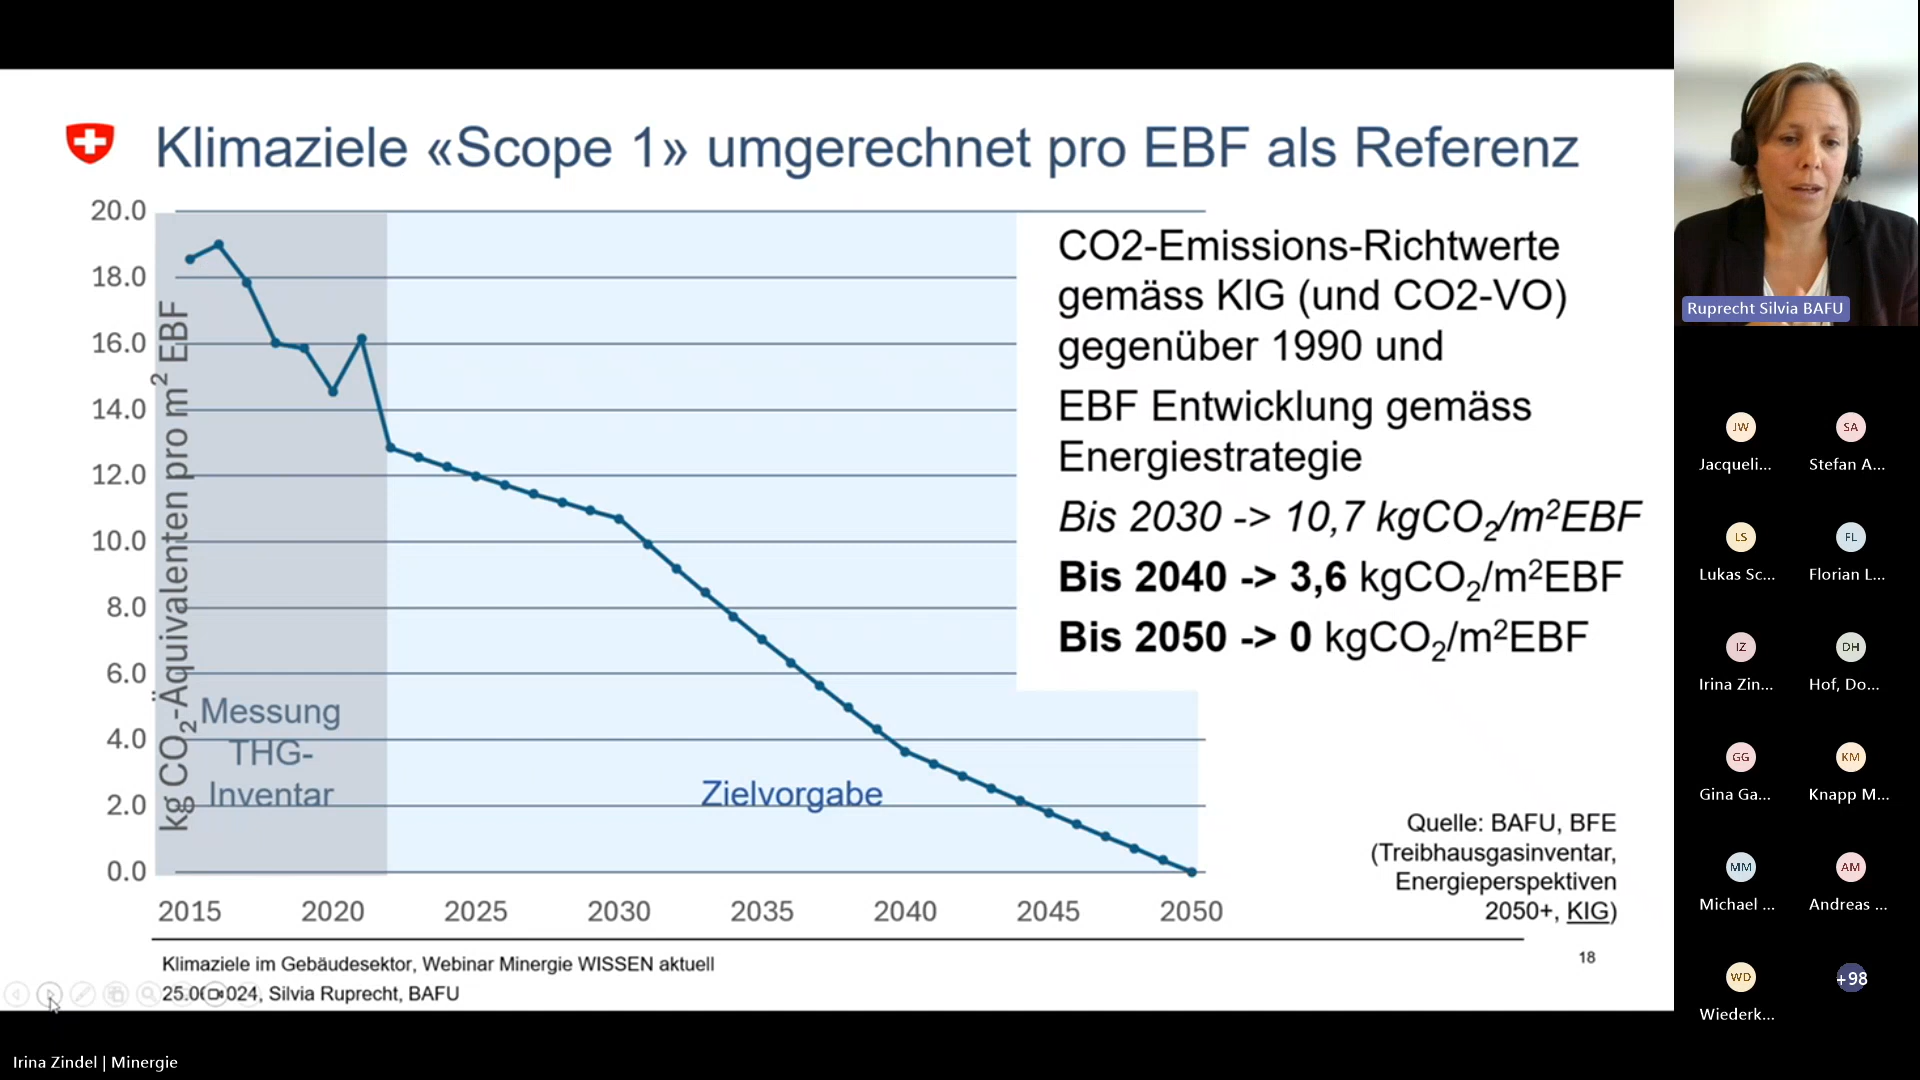 Klimaziele «Scope 1» umgerechnet pro EBF als Referenz
20.0
18.0
16.0
14.0
12.0
10.0
8.0
6.0
4.0
2.0
0.0
kg CO2-Äquivalenten pro m2 EBF
Messung
THG-
Inventar
Zielvorgabe
2015
2020
2025
2030
2035
2040
2045
2050
CO2-Emissions-Richtwerte
gemäss KIG (und CO2-VO)
gegenüber 1990 und
EBF Entwicklung gemäss
Energiestrategie
Bis 2030 -> 10,7 kgCO2/m2EBF
Bis 2040 -> 3,6 kgCO2/m2EBF
Bis 2050 -> 0 kgCO2/m2EBF
Quelle: BAFU, BFE
(Treibhausgasinventar,
Energieperspektiven
2050+, KIG)
Klimaziele im Gebäudesektor, Webinar Minergie WISSEN aktuell
Silvia Ruprecht, BAFU
18
Ruprecht Silvia BAFU
JW
Jacqueli...
SA
Stefan A...
LS
Lukas Sc...
FL
Florian L...
IZ
Irina Zin...
DH
Hof, Do...
GG
Gina Ga...
KM
Knapp M...
MM
Michael ...
AM
Andreas ...
WD
Wiederk...
+98
Irina Zindel | Minergie